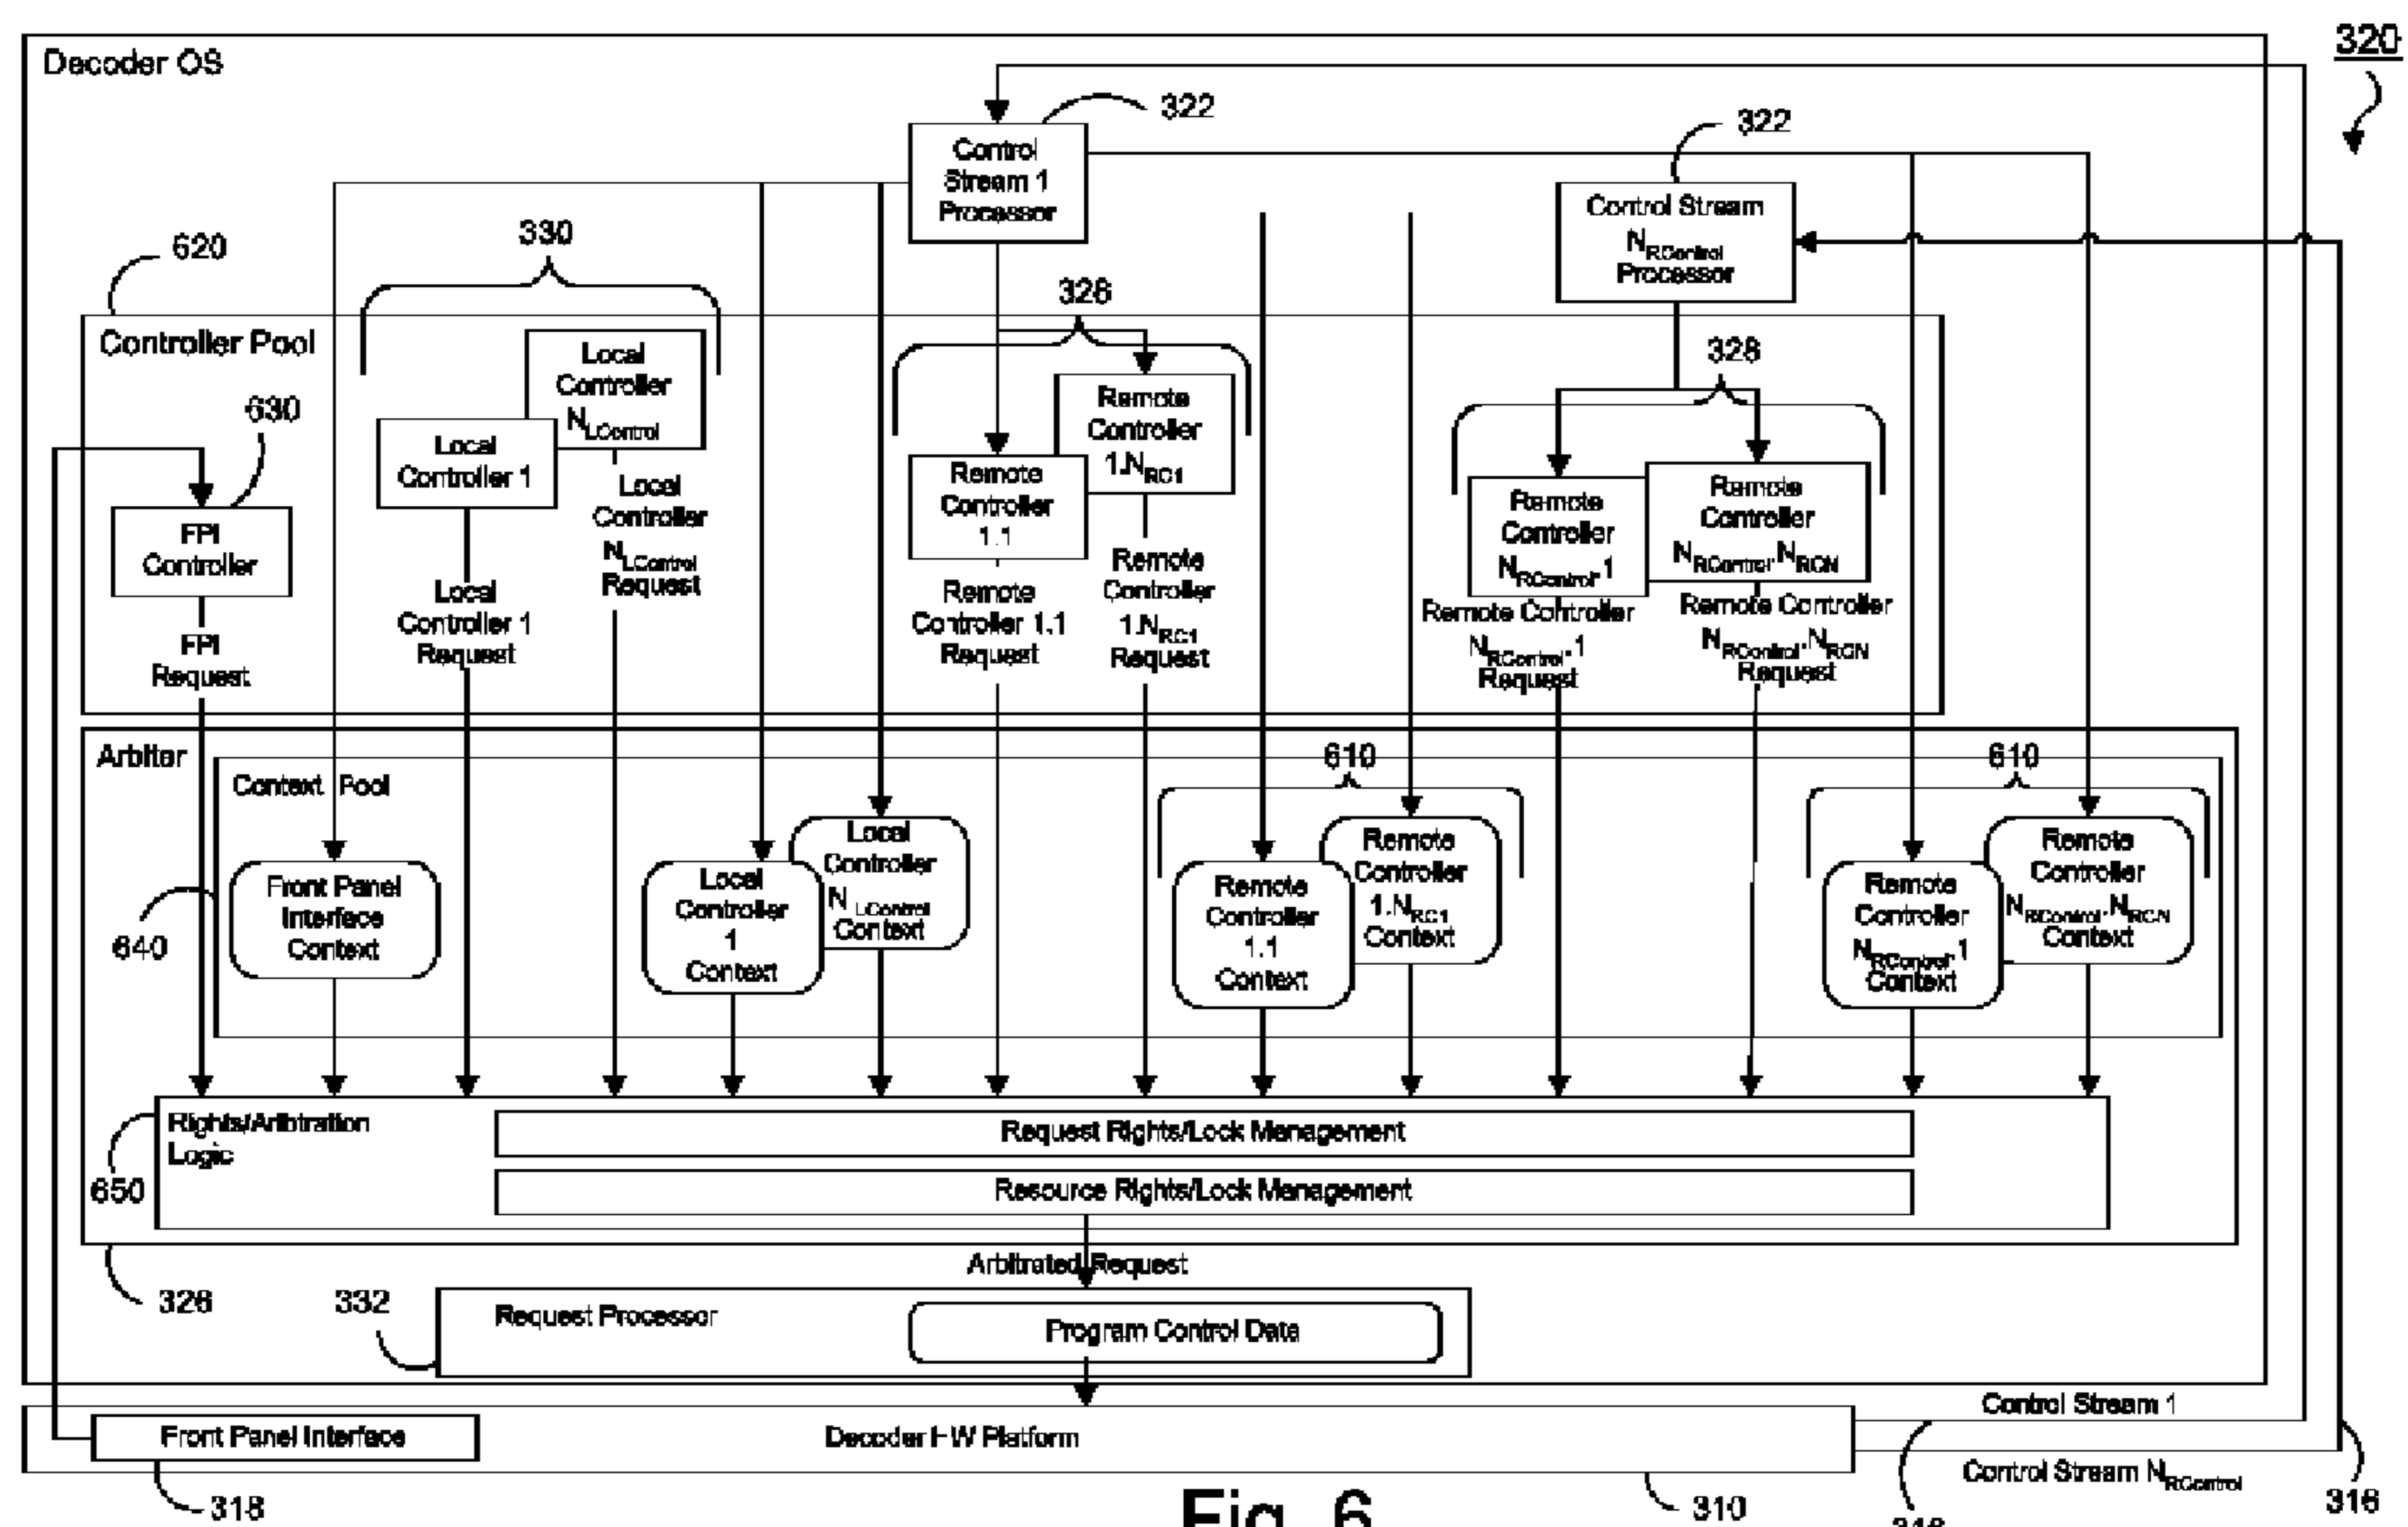 Decoder OS
320
322
Control
Stream 1
Processor
322
Control Stream
N_RControl
Processor
620
330
328
328
Controller Pool
630
Local
Controller
N_LControl
Local
Controller 1
FPI
Controller
Remote
Controller
1.N_RC1
Remote
Controller
1.1
Remote
Controller
N_RControl.1
Remote
Controller
N_RControl.N_RCN
FPI
Request
Local
Controller 1
Request
Local
Controller
N_LControl
Request
Remote
Controller 1.1
Request
Remote
Controller
1.N_RC1
Request
Remote Controller
N_RControl.1
Request
Remote Controller
N_RControl.N_RCN
Request
Arbiter
Context Pool
610
610
640
Front Panel
Interface
Context
Local
Controller
1
Context
Local
Controller
N_LControl
Context
Remote
Controller
1.1
Context
Remote
Controller
1.N_RC1
Context
Remote
Controller
N_RControl.1
Context
Remote
Controller
N_RControl.N_RCN
Context
650
Rights/Arbitration
Logic
Request Rights/Lock Management
Resource Rights/Lock Management
326
Arbitrated Request
332
Request Processor
Program Control Data
Front Panel Interface
Decoder HW Platform
Control Stream 1
Control Stream N_RControl
318
310
316
316
Fig. 6